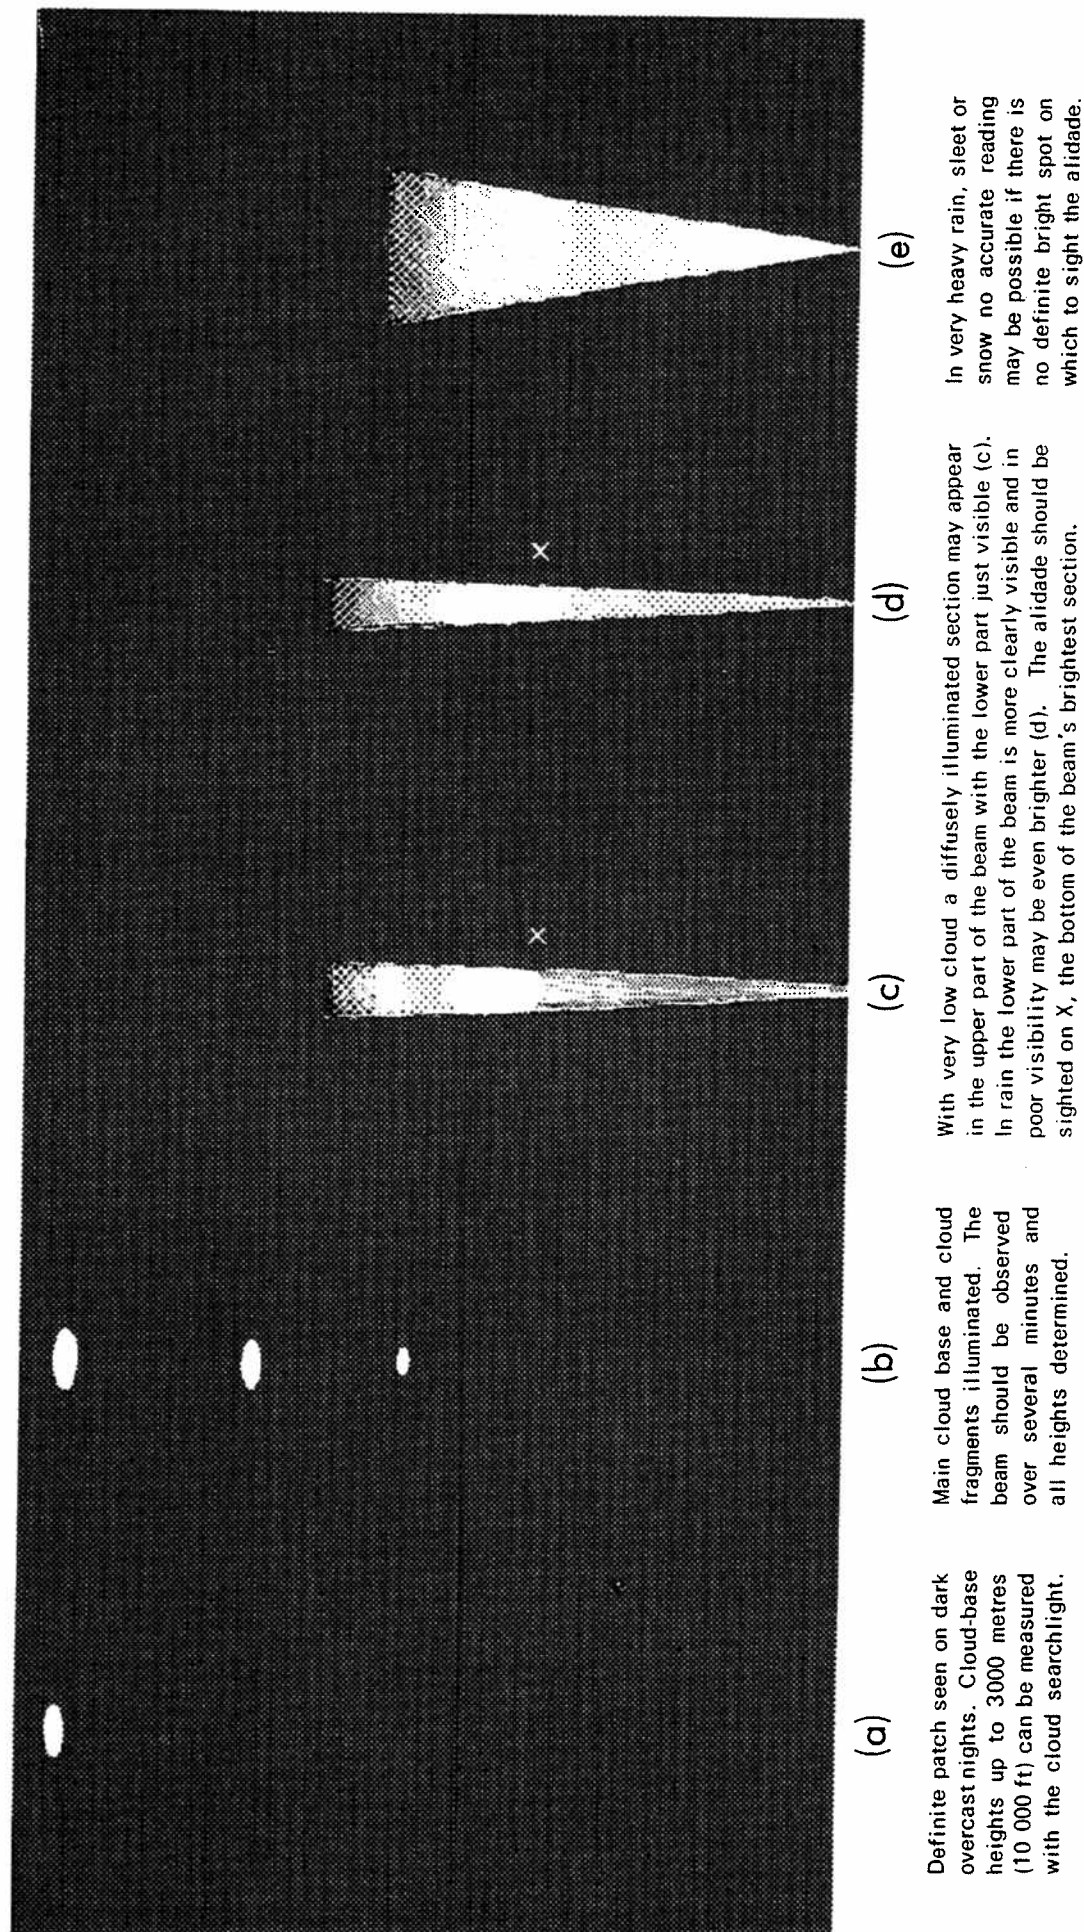 (a)
Definite patch seen on dark
overcast nights. Cloud-base
heights up to 3000 metres
(10 000 ft) can be measured
with the cloud searchlight.
(b)
Main cloud base and cloud
fragments illuminated. The
beam should be observed
over several minutes and
all heights determined.
X
(c)
X
(d)
With very low cloud a diffusely illuminated section may appear
in the upper part of the beam with the lower part just visible (c).
In rain the lower part of the beam is more clearly visible and in
poor visibility may be even brighter (d). The alidade should be
sighted on X, the bottom of the beam's brightest section.
(e)
In very heavy rain, sleet or
snow no accurate reading
may be possible if there is
no definite bright spot on
which to sight the alidade.